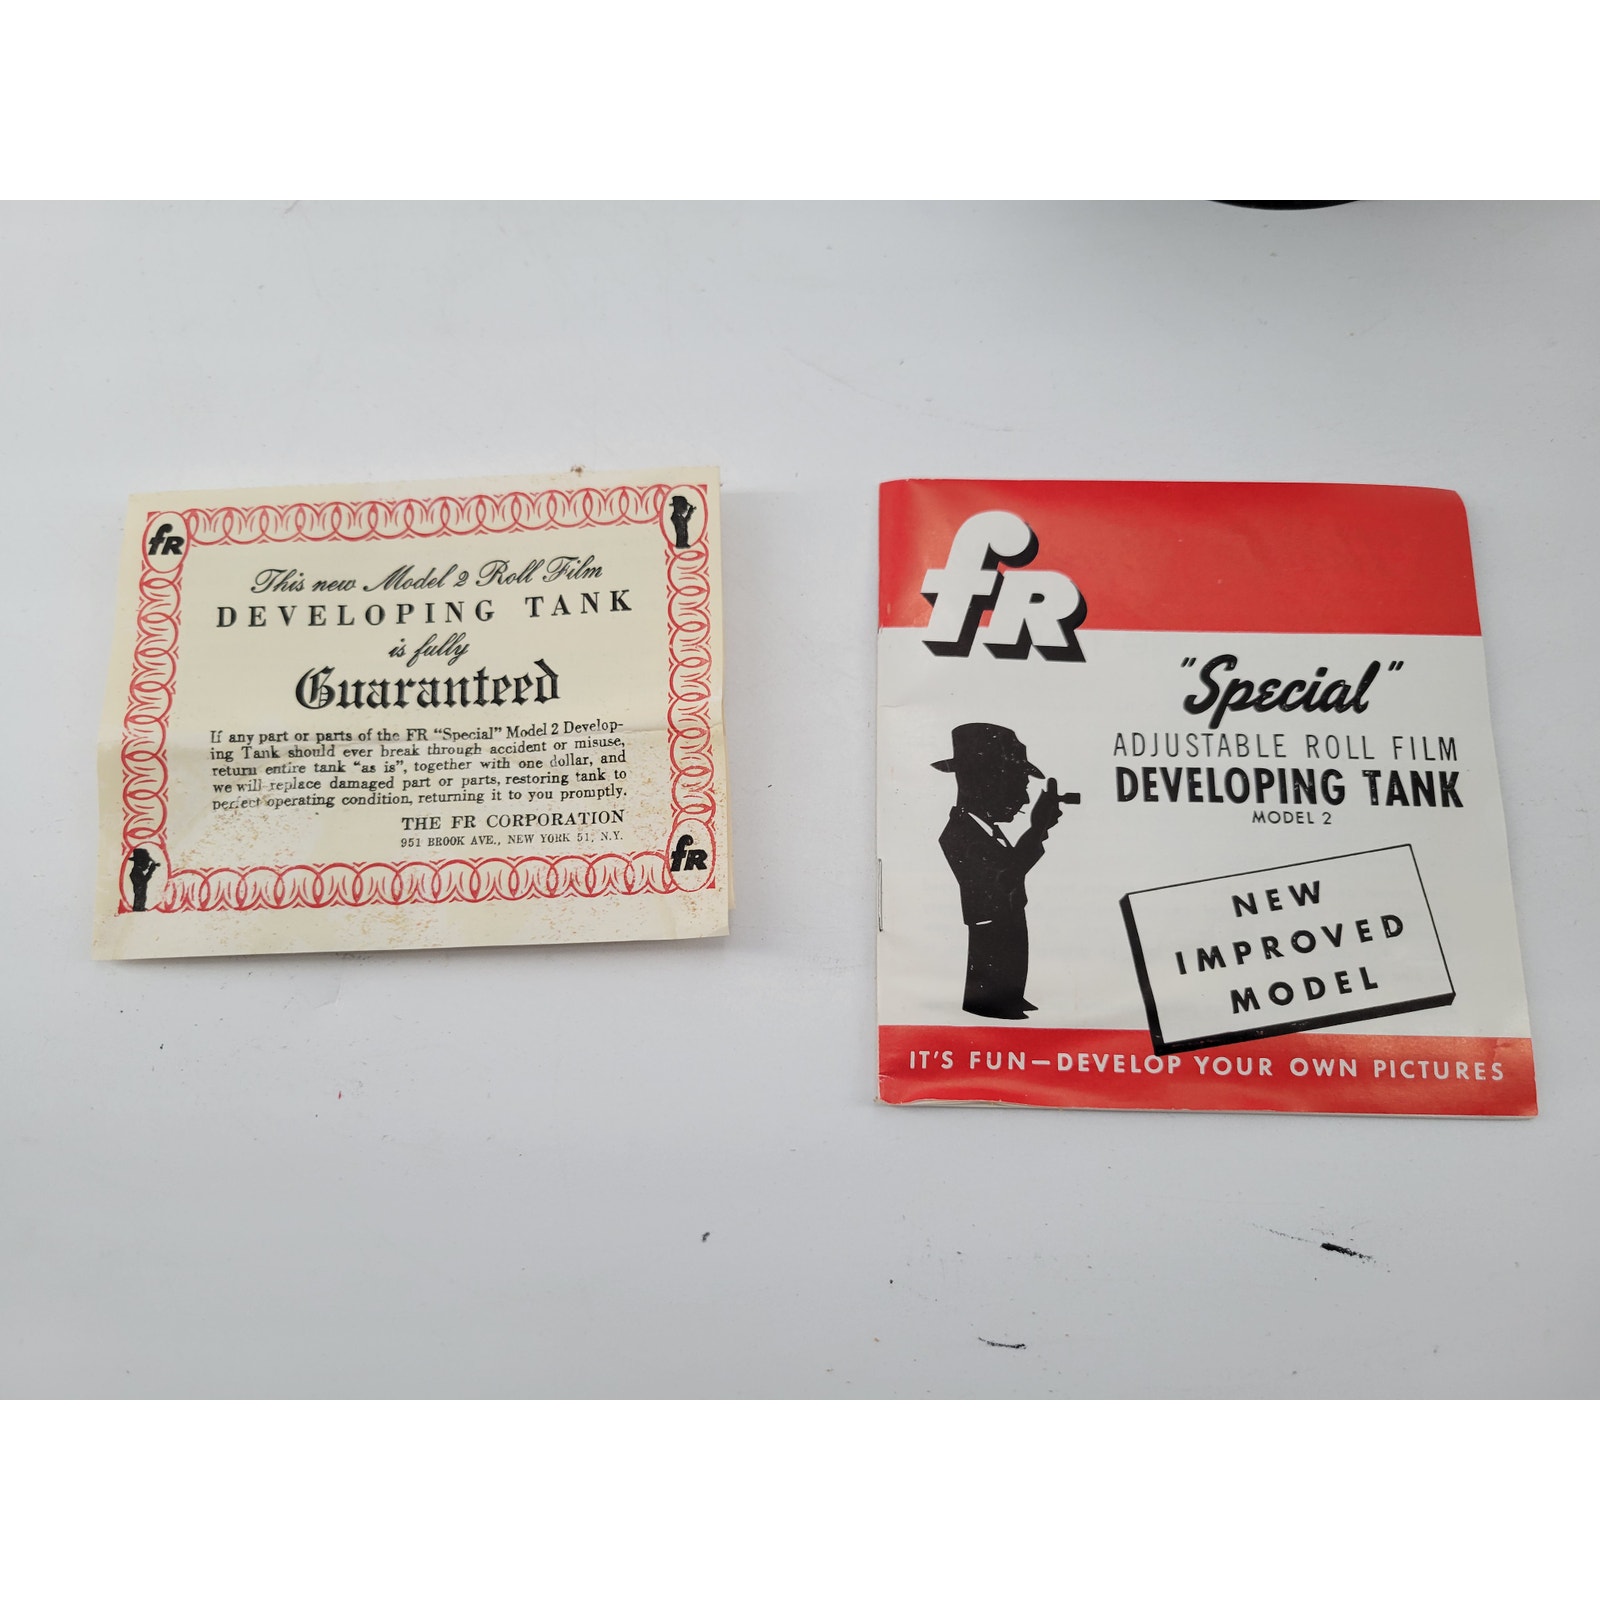 fR
This new Model 2 Roll Film
DEVELOPING TANK
is fully
Guaranteed
If any part or parts of the FR “Special” Model 2 Develop-
ing Tank should ever break through accident or misuse,
return entire tank “as is”, together with one dollar, and
we will replace damaged part or parts, restoring tank to
perfect operating condition, returning it to you promptly.
THE FR CORPORATION
951 BROOK AVE., NEW YORK 51, N.Y.
fR
fR
"Special"
ADJUSTABLE ROLL FILM
DEVELOPING TANK
MODEL 2
NEW
IMPROVED
MODEL
IT'S FUN—DEVELOP YOUR OWN PICTURES